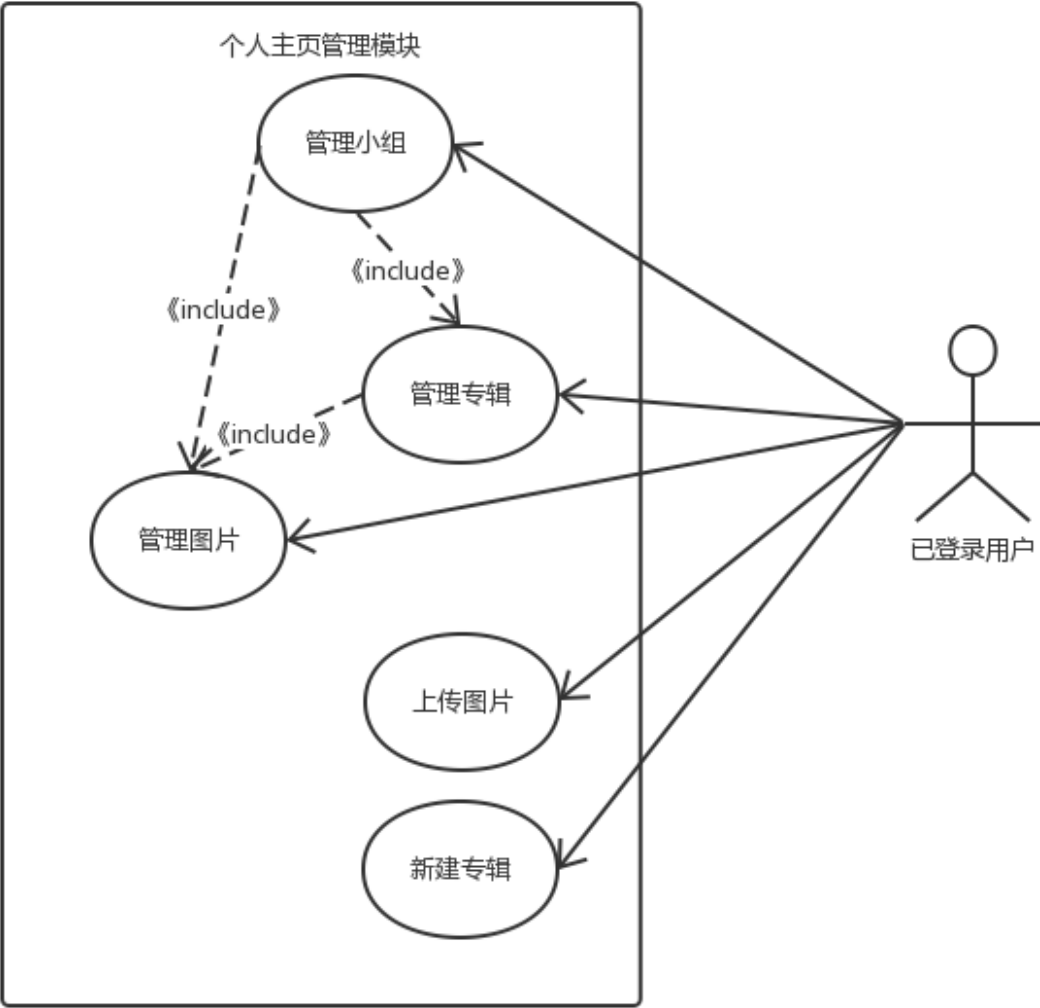 个人主页管理模块
管理小组
《include》
《include》
管理专辑
《include》
管理图片
已登录用户
上传图片
新建专辑